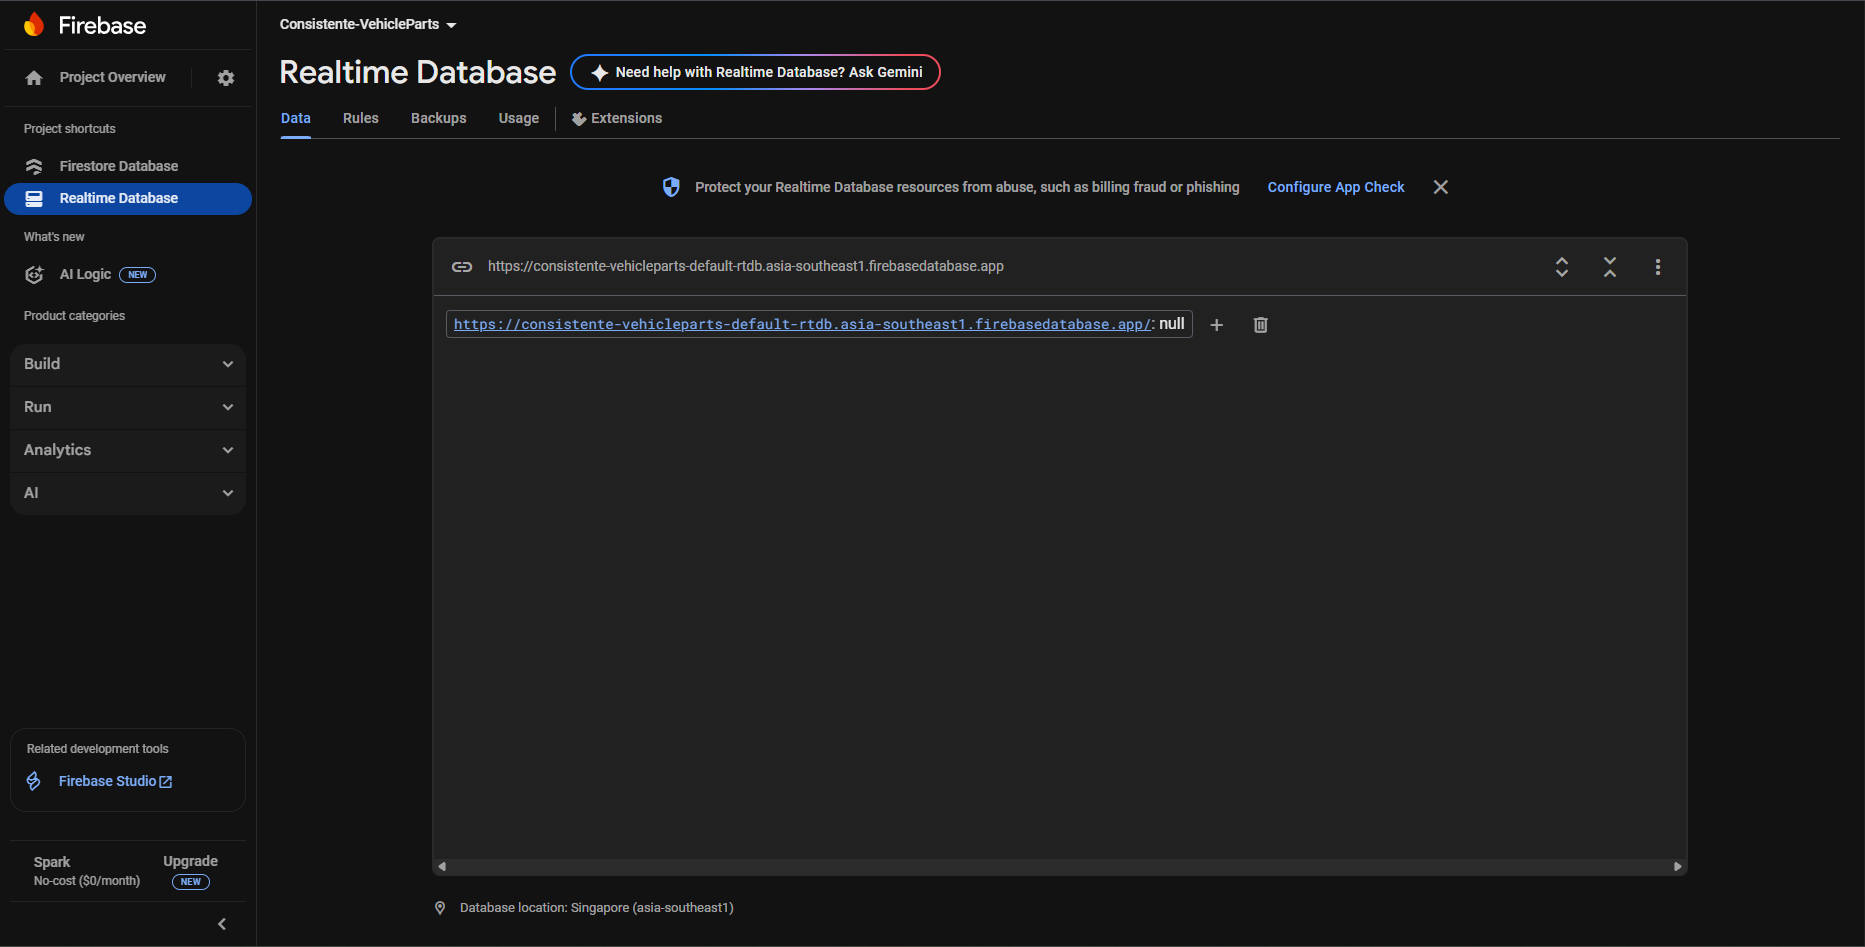 Firebase
Project Overview
Project shortcuts
Firestore Database
Realtime Database
What's new
AI Logic NEW
Product categories
Build
Run
Analytics
AI
Related development tools
Firebase Studio
Spark
No-cost ($0/month)
Upgrade
NEW
Consistente-VehicleParts
Realtime Database
Need help with Realtime Database? Ask Gemini
Data Rules Backups Usage Extensions
Protect your Realtime Database resources from abuse, such as billing fraud or phishing Configure App Check
https://consistente-vehicleparts-default-rtdb.asia-southeast1.firebasedatabase.app
https://consistente-vehicleparts-default-rtdb.asia-southeast1.firebasedatabase.app/: null
Database location: Singapore (asia-southeast1)